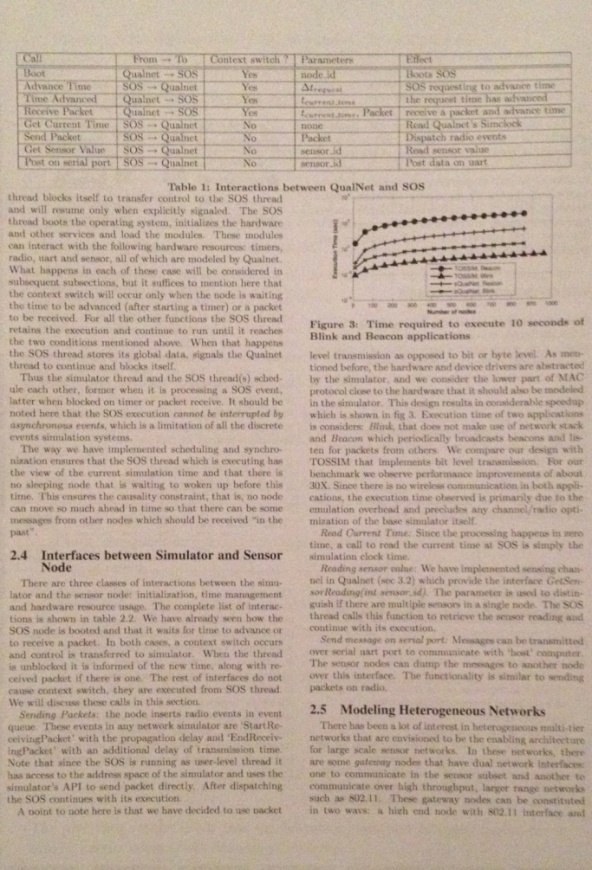 Call From → To Context switch ? Parameters Effect
Boot Qualnet → SOS Yes node_id Boots SOS
Advance Time SOS → Qualnet Yes Δt_request SOS requesting to advance time
Time Advanced Qualnet → SOS Yes t_current_time the request time has advanced
Receive Packet Qualnet → SOS Yes t_current_time, Packet receive a packet and advance time
Get Current Time SOS → Qualnet No none Read Qualnet's Simclock
Send Packet SOS → Qualnet No Packet Dispatch radio events
Get Sensor Value SOS → Qualnet No sensor_id Read sensor value
Post on serial port SOS → Qualnet No sensor_id Post data on uart
Table 1: Interactions between QualNet and SOS
thread blocks itself to transfer control to the SOS thread
and will resume only when explicitly signaled. The SOS
thread boots the operating system, initializes the hardware
and other services and load the modules. These modules
can interact with the following hardware resources: timers,
radio, uart and sensor, all of which are modeled by Qualnet.
What happens in each of these case will be considered in
subsequent subsections, but it suffices to mention here that
the context switch will occur only when the node is waiting
the time to be advanced (after starting a timer) or a packet
to be received. For all the other functions the SOS thread
retains the execution and continue to run until it reaches
the two conditions mentioned above. When that happens
the SOS thread stores its global data, signals the Qualnet
thread to continue and blocks itself.
Thus the simulator thread and the SOS thread(s) sched-
ule each other, former when it is processing a SOS event,
latter when blocked on timer or packet receive. It should be
noted here that the SOS execution cannot be interrupted by
asynchronous events, which is a limitation of all the discrete
events simulation systems.
The way we have implemented scheduling and synchro-
nization ensures that the SOS thread which is executing has
the view of the current simulation time and that there is
no sleeping node that is waiting to woken up before this
time. This ensures the causality constraint, that is, no node
can move so much ahead in time so that there can be some
messages from other nodes which should be received "in the
past"
2.4 Interfaces between Simulator and Sensor
Node
There are three classes of interactions between the simu-
lator and the sensor node: initialization, time management
and hardware resource usage. The complete list of interac-
tions is shown in table 2.2. We have already seen how the
SOS node is booted and that it waits for time to advance or
to receive a packet. In both cases, a context switch occurs
and control is transferred to simulator. When the thread
is unblocked it is informed of the new time, along with re-
ceived packet if there is one. The rest of interfaces do not
cause context switch, they are executed from SOS thread.
We will discuss these calls in this section.
Sending Packets: the node inserts radio events in event
queue. These events in any network simulator are 'StartRe-
ceivingPacket' with the propagation delay and 'EndReceiv-
ingPacket' with an additional delay of transmission time.
Note that since the SOS is running as user-level thread it
has access to the address space of the simulator and uses the
simulator's API to send packet directly. After dispatching
the SOS continues with its execution.
A point to note here is that we have decided to use packet
Execution Time (sec)
TOSSIM, Beacon
TOSSIM, Blink
sQualNet, Beacon
sQualNet, Blink
0 100 200 300 400 500 600 700 800 900 1000
Number of nodes
Figure 3: Time required to execute 10 seconds of
Blink and Beacon applications
level transmission as opposed to bit or byte level. As men-
tioned before, the hardware and device drivers are abstracted
by the simulator, and we consider the lower part of MAC
protocol close to the hardware that it should also be modeled
in the simulator. This design results in considerable speedup
which is shown in fig 3. Execution time of two applications
is considers: Blink, that does not make use of network stack
and Beacon which periodically broadcasts beacons and lis-
ten for packets from others. We compare our design with
TOSSIM that implements bit level transmission. For our
benchmark we observe performance improvements of about
30X. Since there is no wireless communication in both appli-
cations, the execution time observed is primarily due to the
emulation overhead and precludes any channel/radio opti-
mization of the base simulator itself.
Read Current Time: Since the processing happens in zero
time, a call to read the current time at SOS is simply the
simulation clock time.
Reading sensor value: We have implemented sensing chan-
nel in Qualnet (sec 3.2) which provide the interface GetSen-
sorReading(int sensor_id). The parameter is used to distin-
guish if there are multiple sensors in a single node. The SOS
thread calls this function to retrieve the sensor reading and
continue with its execution.
Send message on serial port: Messages can be transmitted
over serial uart port to communicate with 'host' computer.
The sensor nodes can dump the messages to another node
over this interface. The functionality is similar to sending
packets on radio.
2.5 Modeling Heterogeneous Networks
There has been a lot of interest in heterogeneous multi-tier
networks that are envisioned to be the enabling architecture
for large scale sensor networks. In these networks, there
are some gateway nodes that have dual network interfaces:
one to communicate in the sensor subset and another to
communicate over high throughput, larger range networks
such as 802.11. These gateway nodes can be constituted
in two ways: a high end node with 802.11 interface and